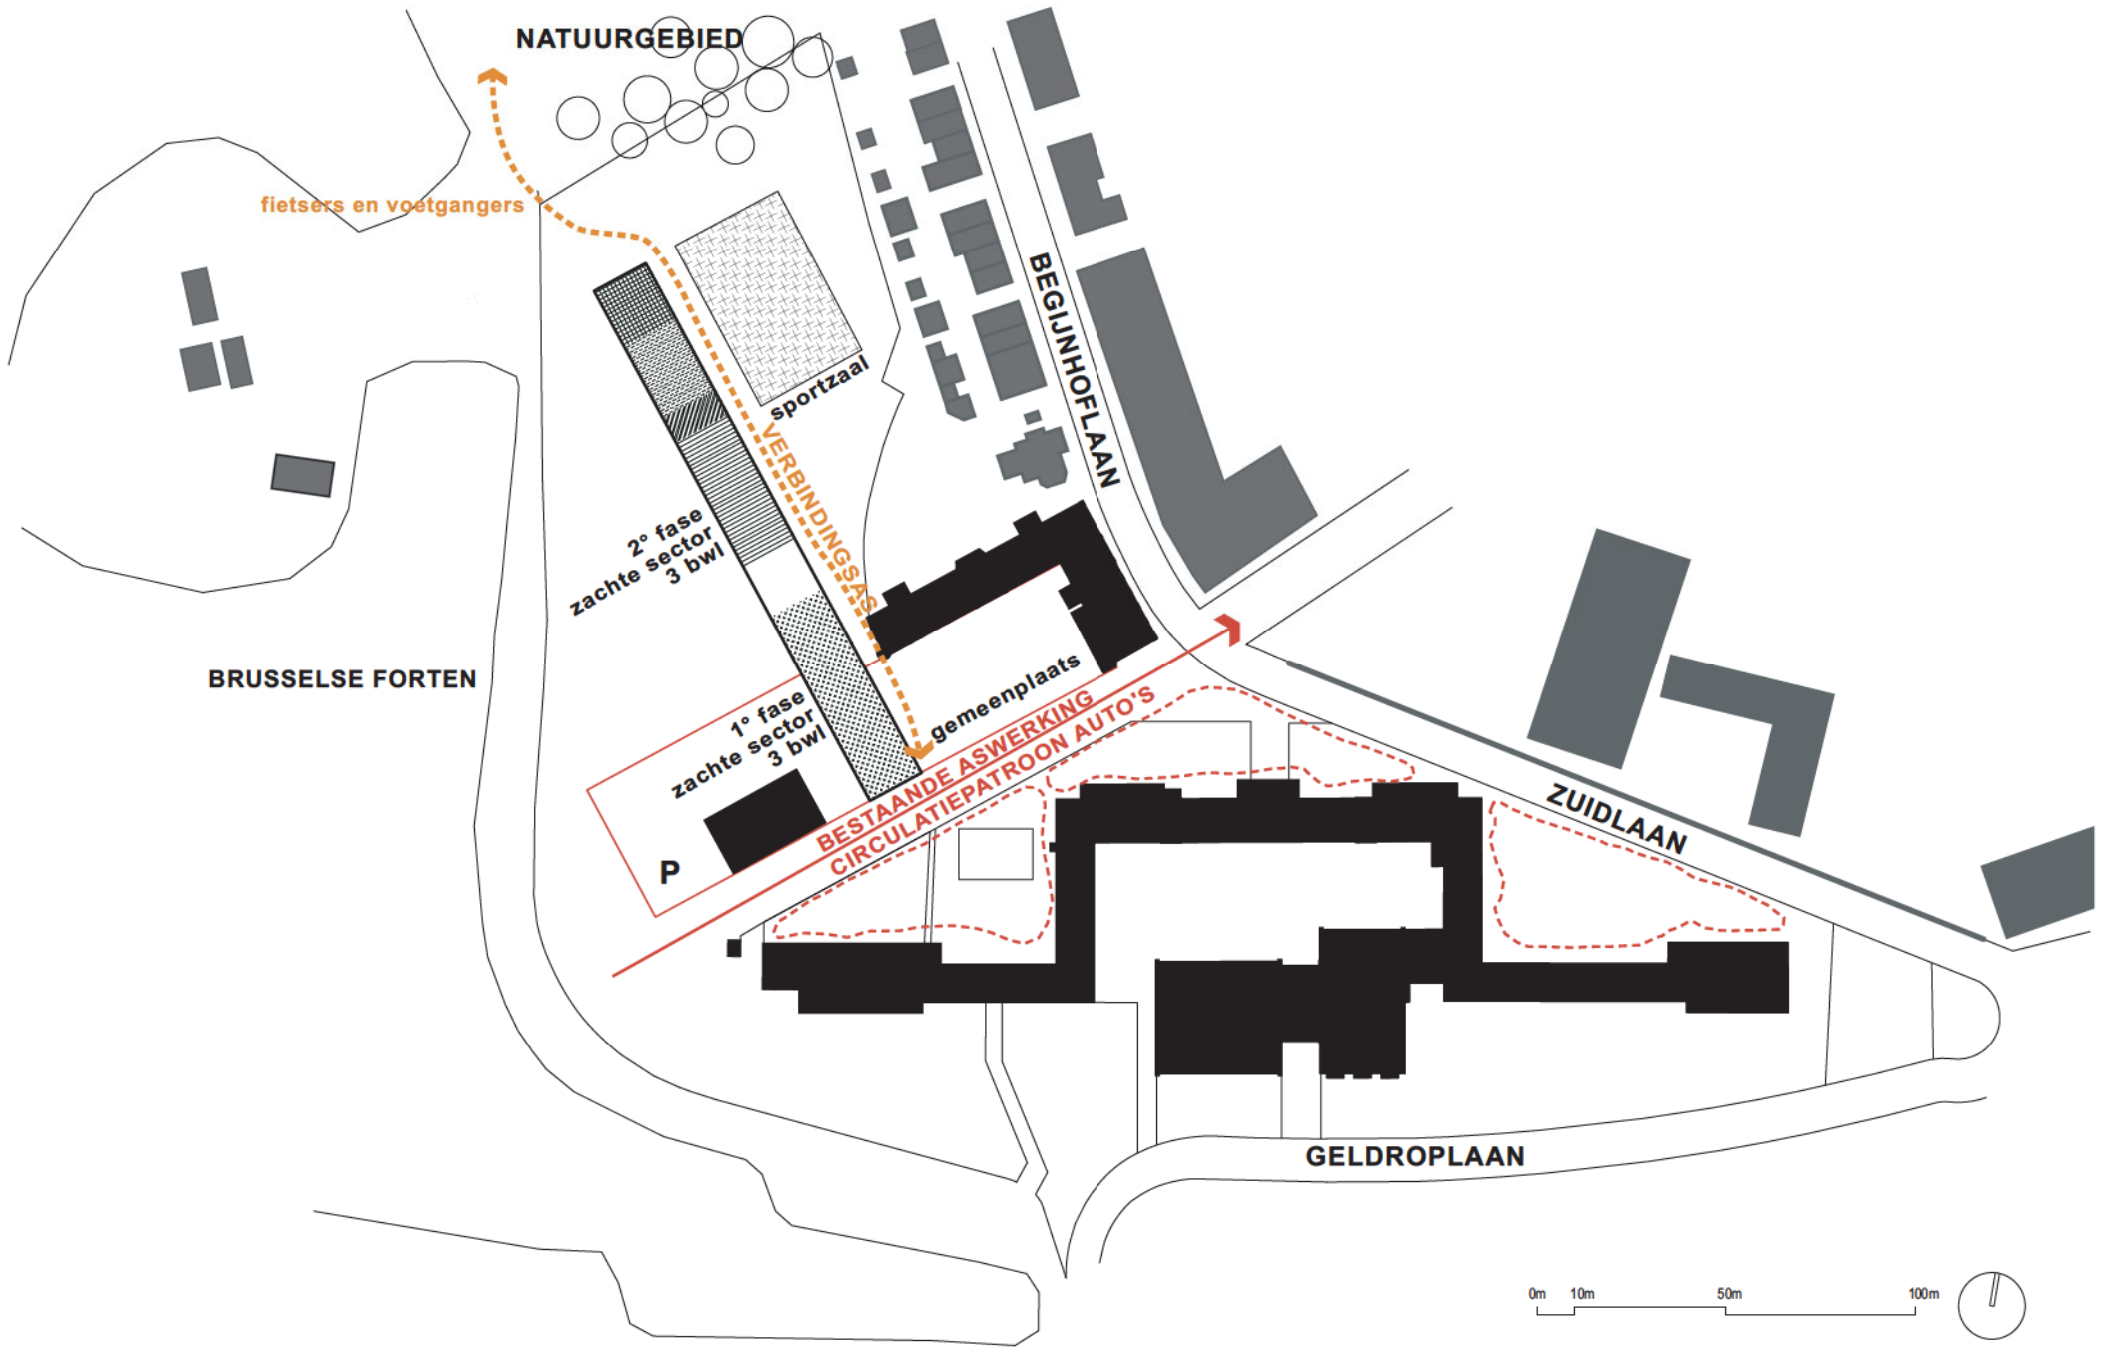 NATUURGEBIED
fietsers en voetgangers
BEGIJNHOFLAAN
sportzaal
VERBINDINGSAS
2° fase
zachte sector
3 bwl
BRUSSELSE FORTEN
1° fase
zachte sector
3 bwl
gemeenplaats
BESTAANDE ASWERKING
CIRCULATIEPATROON AUTO'S
P
ZUIDLAAN
GELDROPLAAN
0m 10m 50m 100m